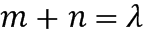 m + n = λ